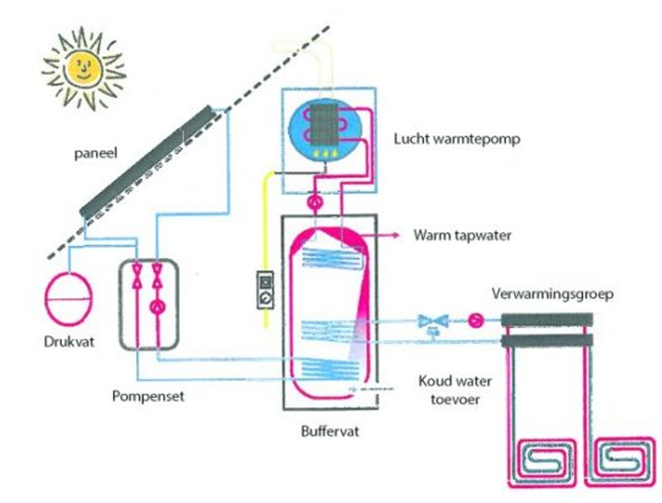 paneel
Lucht warmtepomp
Warm tapwater
Verwarmingsgroep
Drukvat
Pompenset
Koud water
toevoer
Buffervat